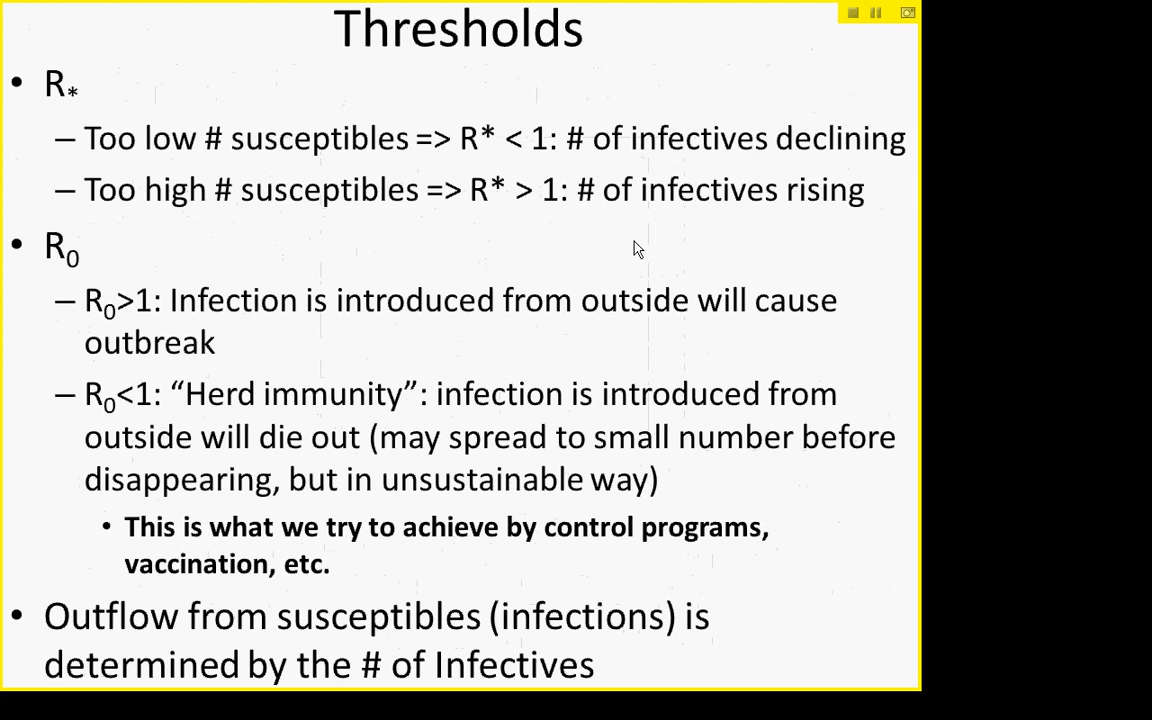 Thresholds
• R*
– Too low # susceptibles => R* < 1: # of infectives declining
– Too high # susceptibles => R* > 1: # of infectives rising
• R0
– R0>1: Infection is introduced from outside will cause
outbreak
– R0<1: “Herd immunity”: infection is introduced from
outside will die out (may spread to small number before
disappearing, but in unsustainable way)
• This is what we try to achieve by control programs,
vaccination, etc.
• Outflow from susceptibles (infections) is
determined by the # of Infectives